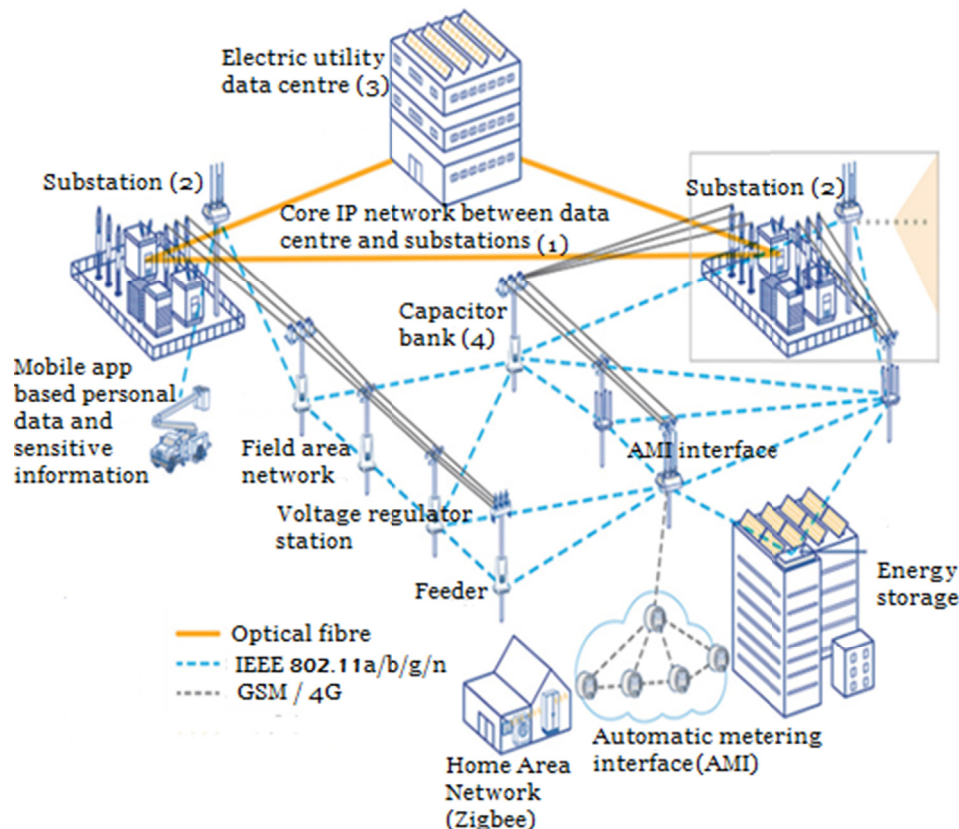 Electric utility
data centre (3)
Substation (2)
Substation (2)
Core IP network between data
centre and substations (1)
Capacitor
bank (4)
Mobile app
based personal
data and
sensitive
information
Field area
network
AMI interface
Voltage regulator
station
Feeder
Energy
storage
Optical fibre
IEEE 802.11a/b/g/n
GSM / 4G
Automatic metering
interface(AMI)
Home Area
Network
(Zigbee)